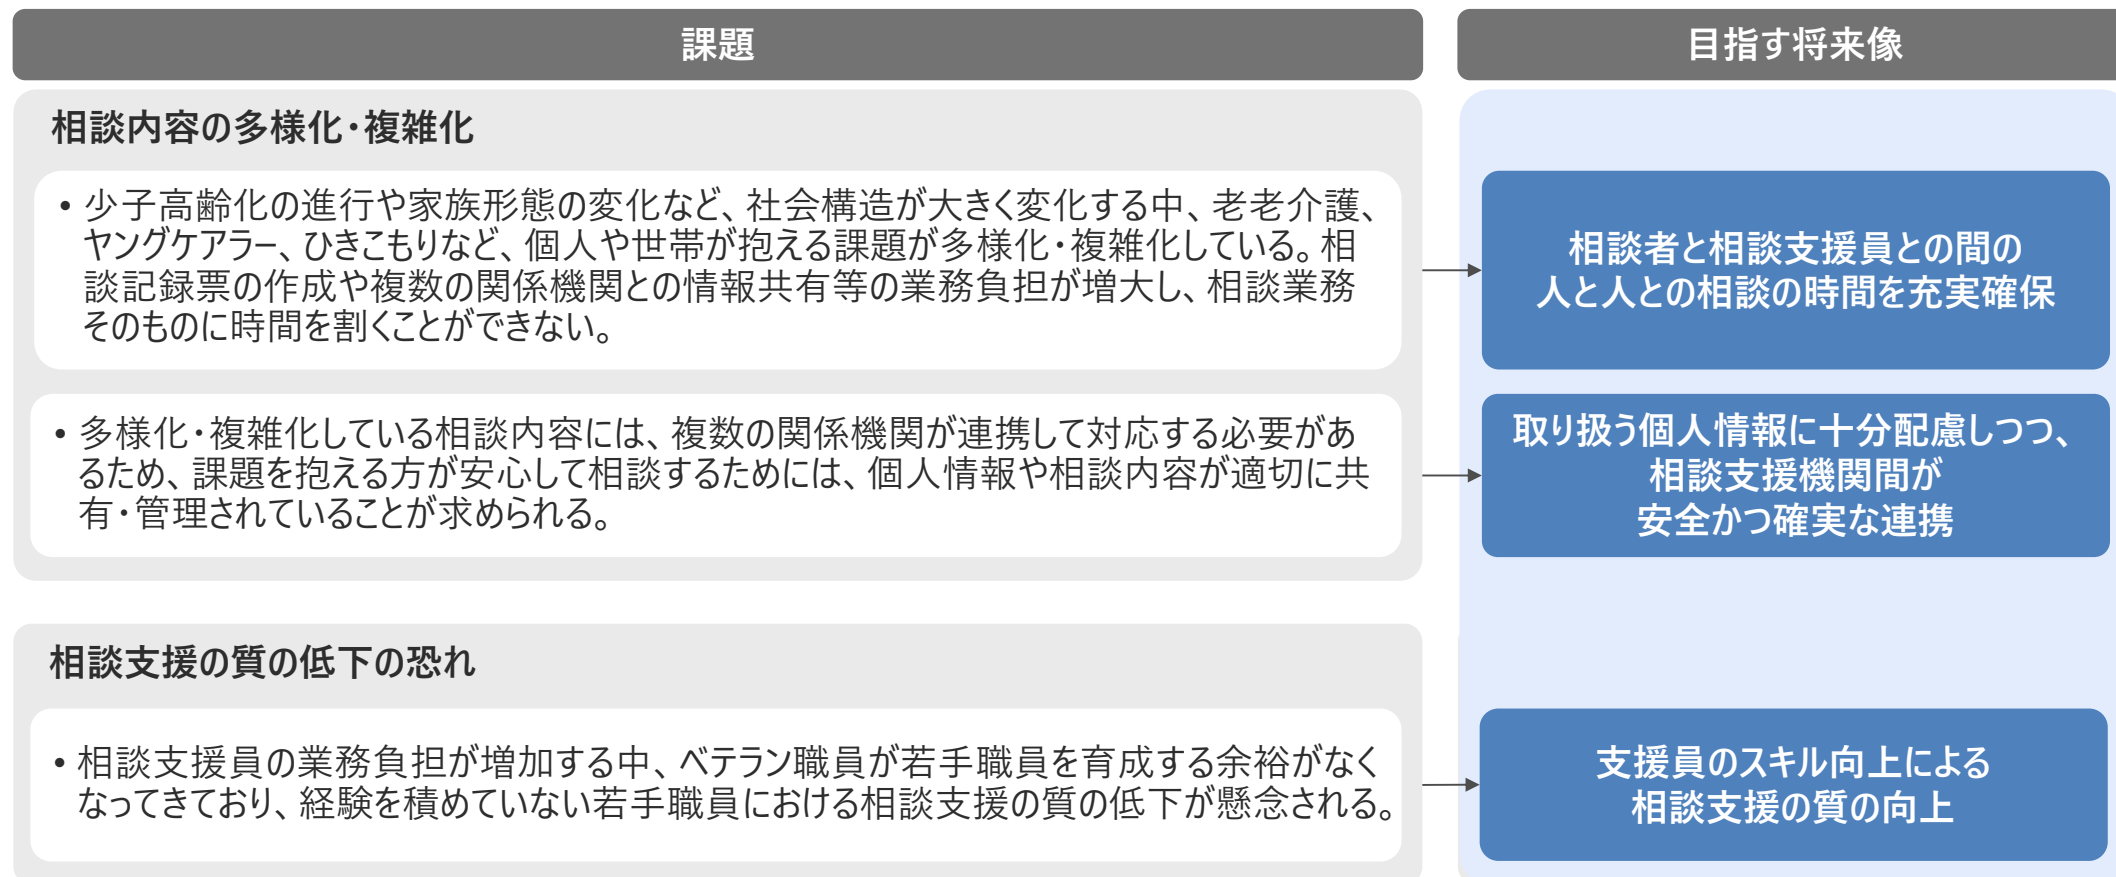 課題
目指す将来像
相談内容の多様化・複雑化
• 少子高齢化の進行や家族形態の変化など、社会構造が大きく変化する中、老老介護、
ヤングケアラー、ひきこもりなど、個人や世帯が抱える課題が多様化・複雑化している。相
談記録票の作成や複数の関係機関との情報共有等の業務負担が増大し、相談業務
そのものに時間を割くことができない。
相談者と相談支援員との間の
人と人との相談の時間を充実確保
• 多様化・複雑化している相談内容には、複数の関係機関が連携して対応する必要があ
るため、課題を抱える方が安心して相談するためには、個人情報や相談内容が適切に共
有・管理されていることが求められる。
取り扱う個人情報に十分配慮しつつ、
相談支援機関間が
安全かつ確実な連携
相談支援の質の低下の恐れ
• 相談支援員の業務負担が増加する中、ベテラン職員が若手職員を育成する余裕がなく
なってきており、経験を積めていない若手職員における相談支援の質の低下が懸念される。
支援員のスキル向上による
相談支援の質の向上